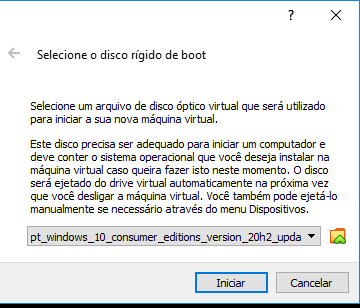 Selecione o disco rígido de boot
Selecione um arquivo de disco óptico virtual que será utilizado
para iniciar a sua nova máquina virtual.
Este disco precisa ser adequado para iniciar um computador e
deve conter o sistema operacional que você deseja instalar na
máquina virtual caso queira fazer isto neste momento. O disco
será ejetado do drive virtual automaticamente na próxima vez
que você desligar a máquina virtual. Você também pode ejetá-lo
manualmente se necessário através do menu Dispositivos.
pt_windows_10_consumer_editions_version_20h2_upda
Iniciar
Cancelar